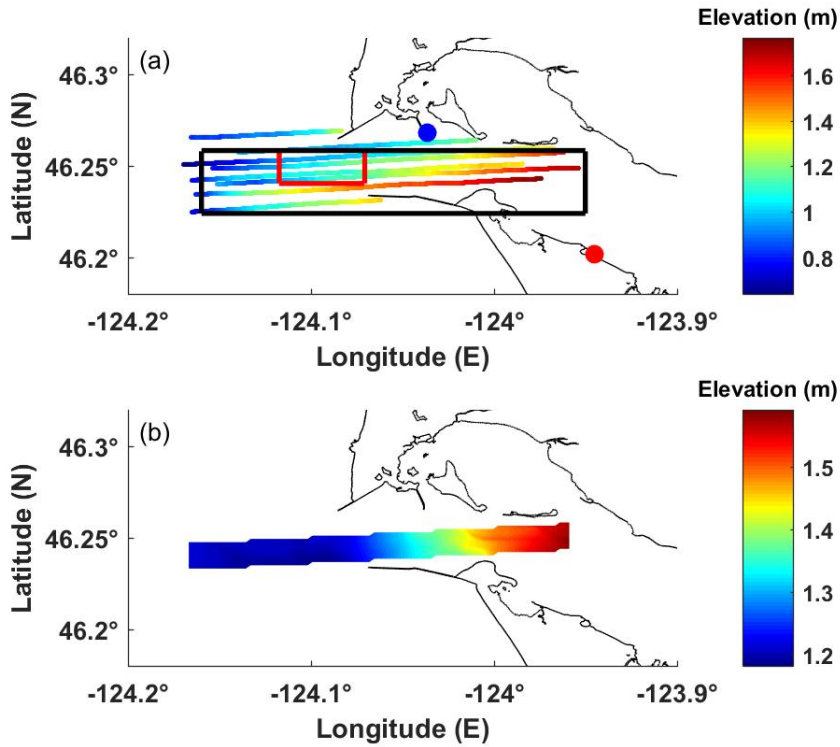 Elevation (m)
(a)
46.3°
46.25°
46.2°
Latitude (N)
-124.2°
-124.1°
-124°
-123.9°
Longitude (E)
1.6
1.4
1.2
1
0.8
Elevation (m)
(b)
46.3°
46.25°
46.2°
Latitude (N)
-124.2°
-124.1°
-124°
-123.9°
Longitude (E)
1.5
1.4
1.3
1.2